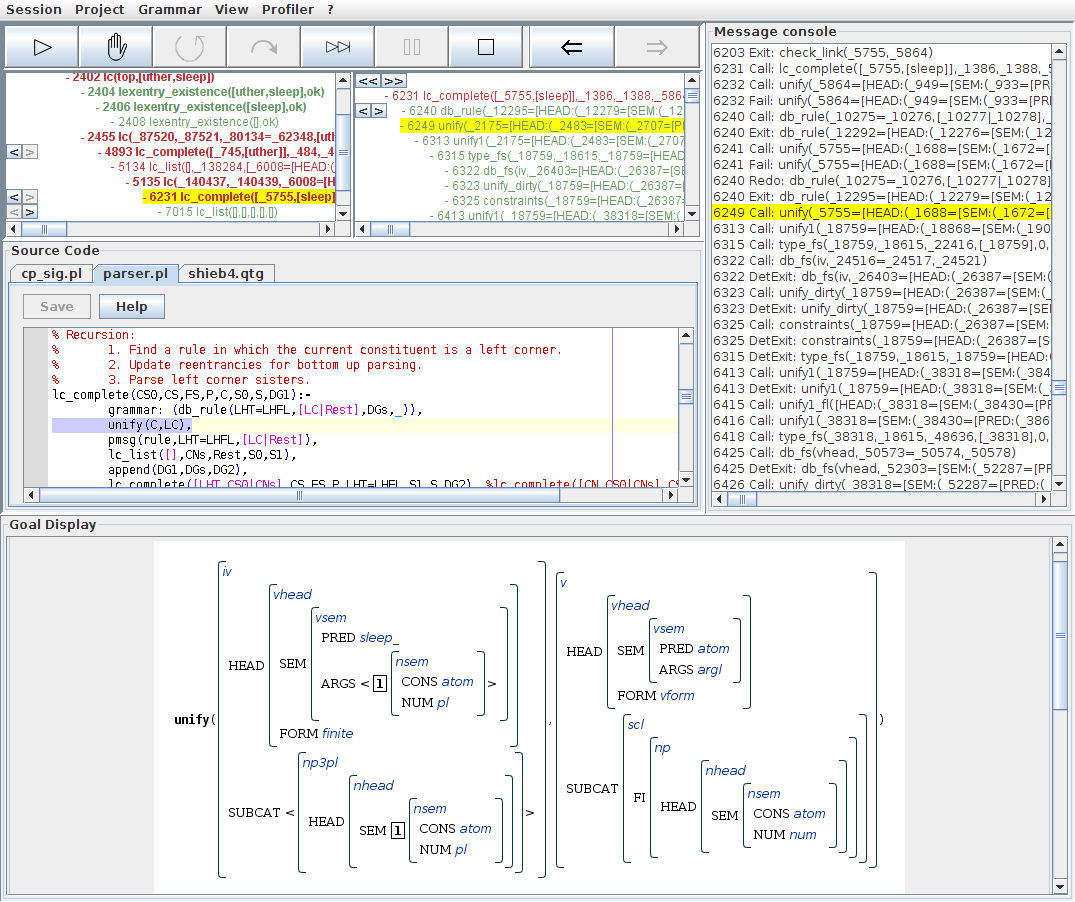 Session Project Grammar View Profiler ?
- 2402 lc(top,[uther,sleep])
- 2404 lexentry_existence([uther,sleep],ok)
- 2406 lexentry_existence([sleep],ok)
- 2408 lexentry_existence([],ok)
- 2455 lc(_87520,_87521,_80134=_62348,[uth
< > - 4893 lc_complete([_745,[uther]],_484,_4
- 5134 lc_list([],_138284,[_6008=[HEAD:(
- 5135 lc(_140437,_140439,_6008=[H
< > - 6231 lc_complete([_5755,[sleep]
< > - 7015 lc_list([],[],[],[],[])
<< >>
- 6231 lc_complete([_5755,[sleep]],_1386,_1388,_5864
< > - 6240 db_rule(_12295=[HEAD:(_12279=[SEM:(_12
- 6249 unify(_2175=[HEAD:(_2483=[SEM:(_2707=[PI
- 6313 unify1(_2175=[HEAD:(_2483=[SEM:(_2707
- 6315 type_fs(_18759,_18615,_18759=[HEAD:(
- 6322 db_fs(iv,_26403=[HEAD:(_26387=[SE
- 6323 unify_dirty(_18759=[HEAD:(_26387=
- 6325 constraints(_18759=[HEAD:(_26387=
- 6413 unify1(_18759=[HEAD:(_38318=[SEM:(
Message console
6203 Exit: check_link(_5755,_5864)
6231 Call: lc_complete([_5755,[sleep]],_1386,_1388,_5
6232 Call: unify(_5864=[HEAD:(_949=[SEM:(_933=[PR
6232 Fail: unify(_5864=[HEAD:(_949=[SEM:(_933=[PR
6240 Call: db_rule(_10275=_10276,[_10277|_10278],
6240 Exit: db_rule(_12292=[HEAD:(_12276=[SEM:(_12
6241 Call: unify(_5755=[HEAD:(_1688=[SEM:(_1672=[
6241 Fail: unify(_5755=[HEAD:(_1688=[SEM:(_1672=[
6240 Redo: db_rule(_10275=_10276,[_10277|_10278]
6240 Exit: db_rule(_12295=[HEAD:(_12279=[SEM:(_12
6249 Call: unify(_5755=[HEAD:(_1688=[SEM:(_1672=[
6313 Call: unify1(_18759=[HEAD:(_18868=[SEM:(_190
6315 Call: type_fs(_18759,_18615,_22416,[_18759],0,
6322 Call: db_fs(iv,_24516=_24517,_24521)
6322 DetExit: db_fs(iv,_26403=[HEAD:(_26387=[SEM:(
6323 Call: unify_dirty(_18759=[HEAD:(_26387=[SEM:(_
6323 DetExit: unify_dirty(_18759=[HEAD:(_26387=[SE
6325 Call: constraints(_18759=[HEAD:(_26387=[SEM:
6325 DetExit: constraints(_18759=[HEAD:(_26387=[S
6315 DetExit: type_fs(_18759,_18615,_18759=[HEAD:
6413 Call: unify1(_18759=[HEAD:(_38318=[SEM:(_384
6413 DetExit: unify1(_18759=[HEAD:(_38318=[SEM:(_
6415 Call: unify1_fl([HEAD:(_38318=[SEM:(_38430=[PR
6416 Call: unify1(_38318=[SEM:(_38430=[PRED:(_386
6418 Call: type_fs(_38318,_18615,_48636,[_38318],0,
6425 Call: db_fs(vhead,_50573=_50574,_50578)
6425 DetExit: db_fs(vhead,_52303=[SEM:(_52287=[PF
6426 Call: unify_dirty(_38318=[SEM:(_52287=[PRED:(_
Source Code
cp_sig.pl parser.pl shieb4.qtg
Save Help
% Recursion:
% 1. Find a rule in which the current constituent is a left corner.
% 2. Update reentrancies for bottom up parsing.
% 3. Parse left corner sisters.
lc_complete(CS0,CS,FS,P,C,S0,S,DG1):-
grammar: (db_rule(LHT=LHFL,[LC|Rest],DGs,_)),
unify(C,LC),
pmsg(rule,LHT=LHFL,[LC|Rest]),
lc_list([],CNs,Rest,S0,S1),
append(DG1,DGs,DG2),
lc_complete([LHT,CS0|CNs],CS,FS,P,LHT=LHFL,S1,S,DG2). %lc_complete([CN,CS0|CNs],CS
Goal Display
unify(
iv
HEAD
vhead
SEM
vsem
PRED sleep_
ARGS < 1
nsem
CONS atom
NUM pl
>
FORM finite
SUBCAT <
np3pl
HEAD
nhead
SEM 1
nsem
CONS atom
NUM pl
>
,
v
HEAD
vhead
SEM
vsem
PRED atom
ARGS argl
FORM vform
SUBCAT
scl
FI
np
HEAD
nhead
SEM
nsem
CONS atom
NUM num
)